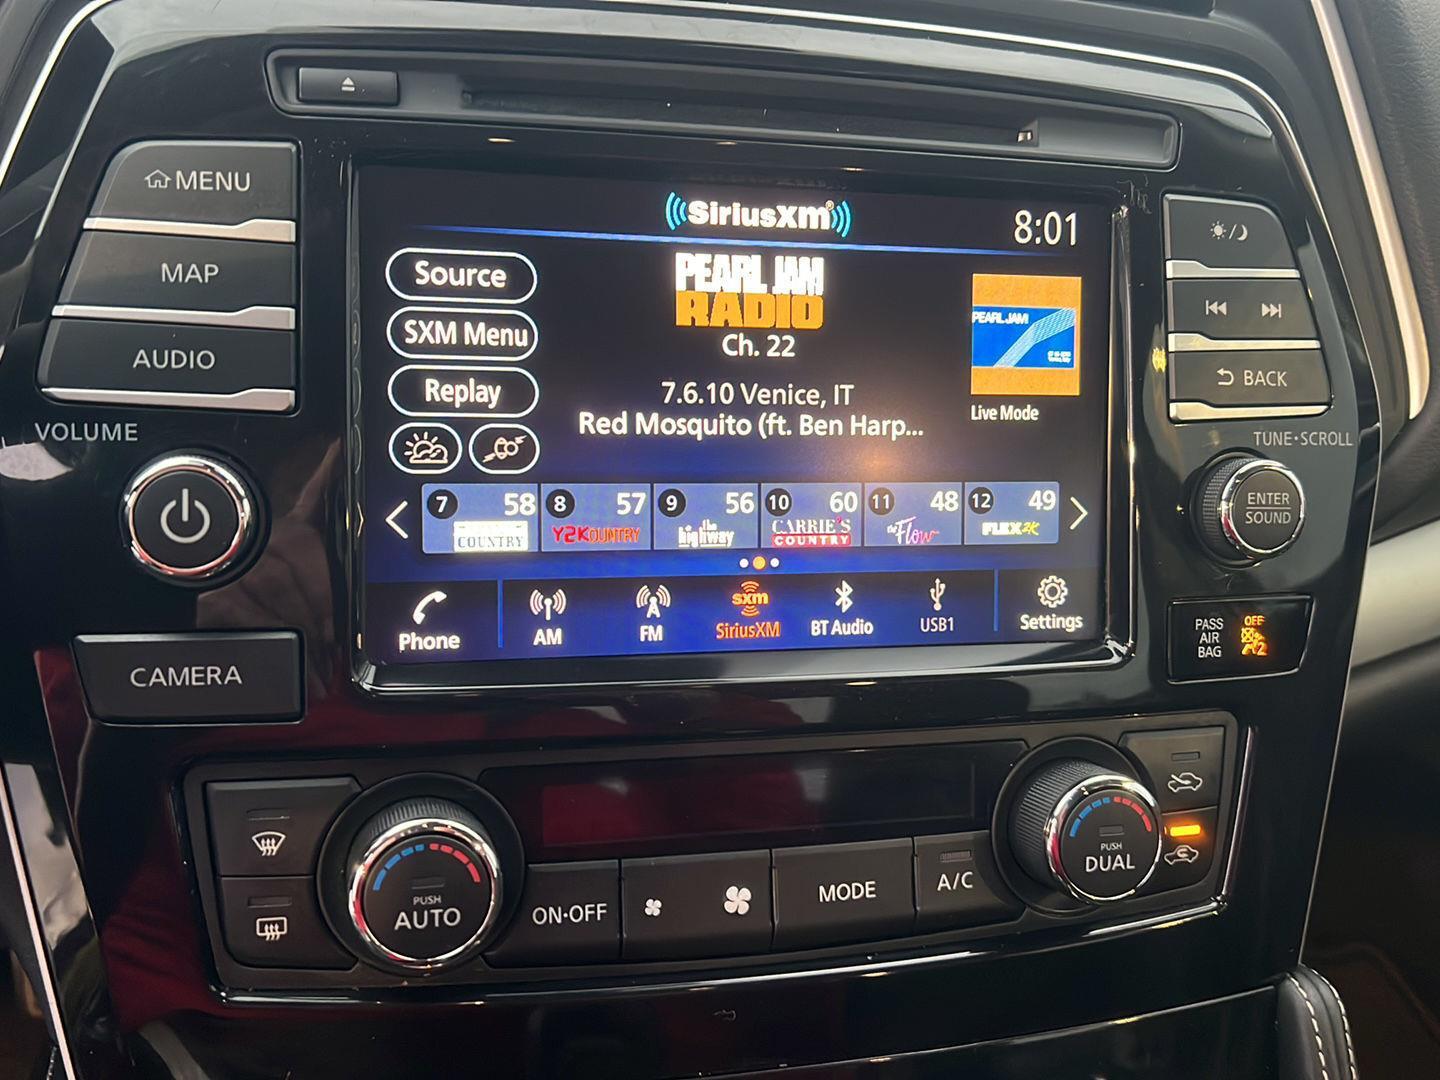 MENU
MAP
AUDIO
VOLUME
CAMERA
SiriusXM
8:01
Source
SXM Menu
Replay
PEARL JAM
RADIO
Ch. 22
7.6.10 Venice, IT
Red Mosquito (ft. Ben Harp...
PEARL JAM
Live Mode
7 58
COUNTRY
8 57
Y2KOUNTRY
9 56
the highway
10 60
CARRIE'S
COUNTRY
11 48
the Flow
12 49
FLEX2K
Phone
AM
FM
sxm
SiriusXM
BT Audio
USB1
Settings
BACK
TUNE•SCROLL
ENTER
SOUND
PASS
AIR
BAG
OFF
2
PUSH
AUTO
ON•OFF
MODE
A/C
PUSH
DUAL